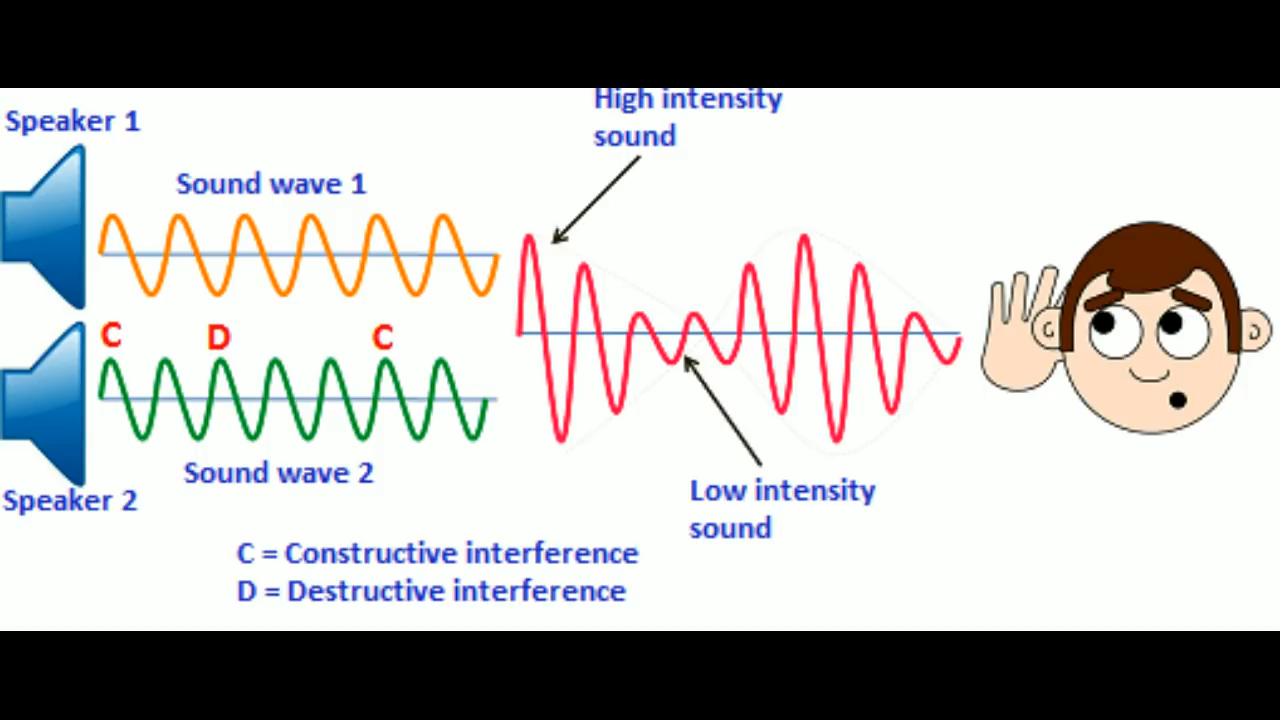 High intensity
sound
Speaker 1
Sound wave 1
C D C
Sound wave 2
Speaker 2
Low intensity
sound
C = Constructive interference
D = Destructive interference